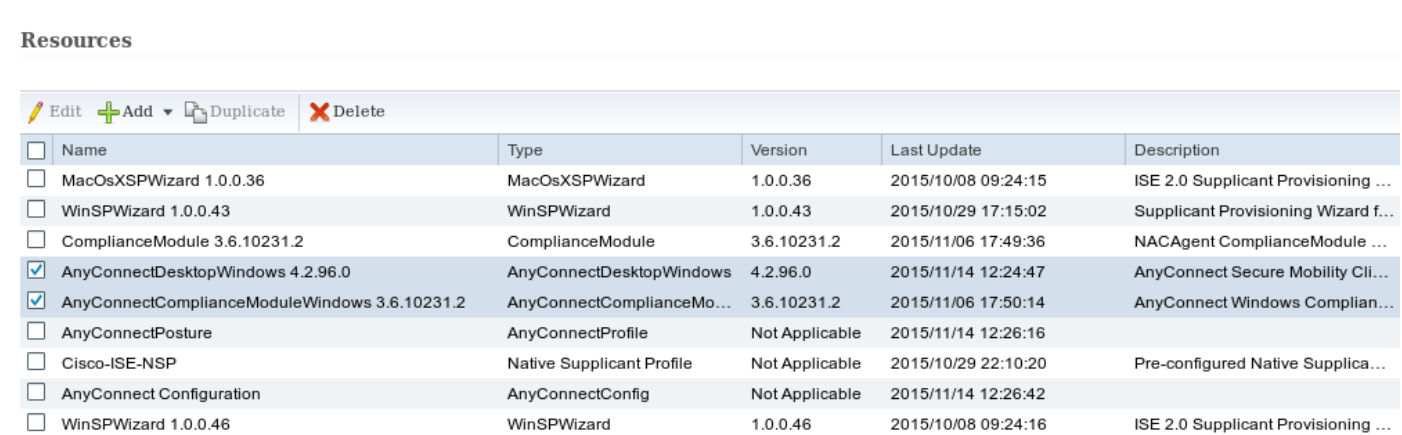 Resources
Edit Add Duplicate Delete
Name Type Version Last Update Description
MacOsXSPWizard 1.0.0.36 MacOsXSPWizard 1.0.0.36 2015/10/08 09:24:15 ISE 2.0 Supplicant Provisioning ...
WinSPWizard 1.0.0.43 WinSPWizard 1.0.0.43 2015/10/29 17:15:02 Supplicant Provisioning Wizard f...
ComplianceModule 3.6.10231.2 ComplianceModule 3.6.10231.2 2015/11/06 17:49:36 NACAgent ComplianceModule ...
AnyConnectDesktopWindows 4.2.96.0 AnyConnectDesktopWindows 4.2.96.0 2015/11/14 12:24:47 AnyConnect Secure Mobility Cli...
AnyConnectComplianceModuleWindows 3.6.10231.2 AnyConnectComplianceMo... 3.6.10231.2 2015/11/06 17:50:14 AnyConnect Windows Complian...
AnyConnectPosture AnyConnectProfile Not Applicable 2015/11/14 12:26:16
Cisco-ISE-NSP Native Supplicant Profile Not Applicable 2015/10/29 22:10:20 Pre-configured Native Supplica...
AnyConnect Configuration AnyConnectConfig Not Applicable 2015/11/14 12:26:42
WinSPWizard 1.0.0.46 WinSPWizard 1.0.0.46 2015/10/08 09:24:16 ISE 2.0 Supplicant Provisioning ...